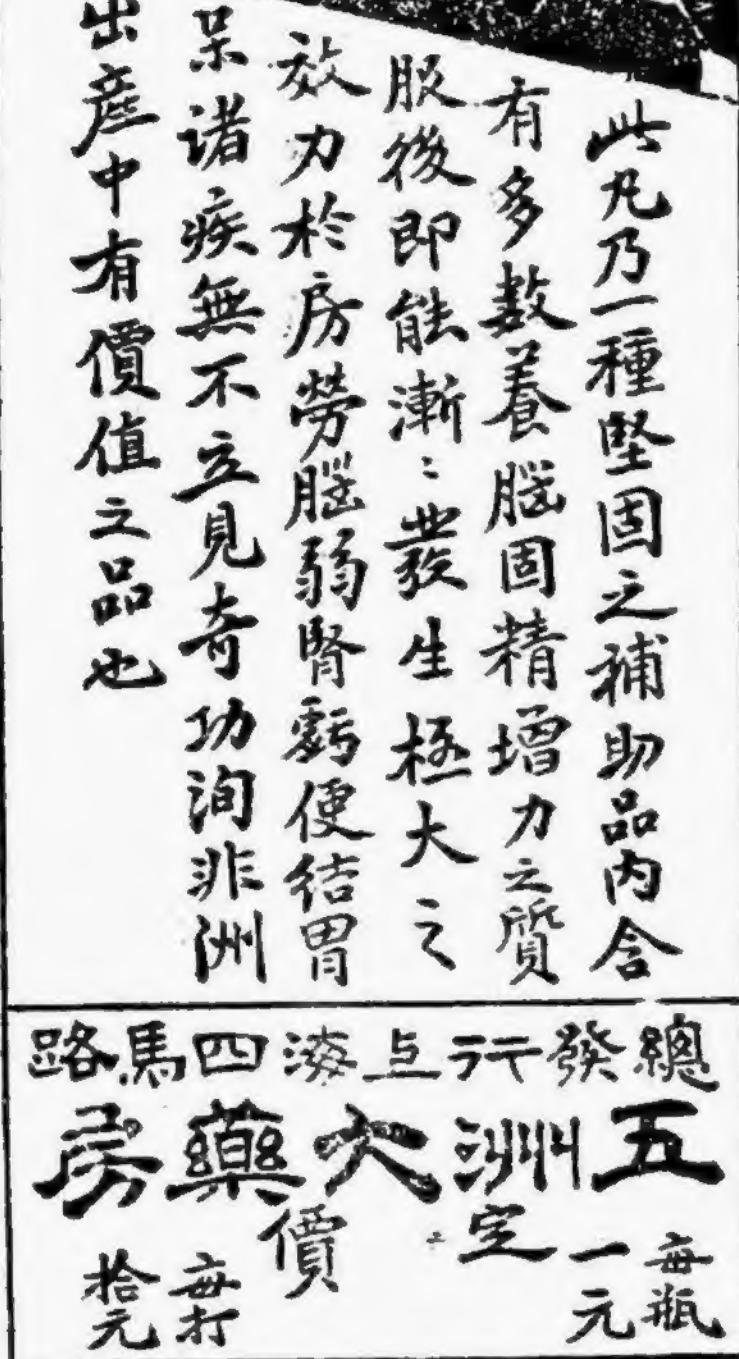 此丸乃一種堅固之補助品內含
有多數養腦固精增力之質
服後即能漸〻發生極大之
效力於房勞腦弱腎虧便結胃
呆諸疾無不立見奇功洵非洲
出產中有價值之品也
總發行上海四馬路
五洲大藥房
定價
每瓶一元
每打拾元